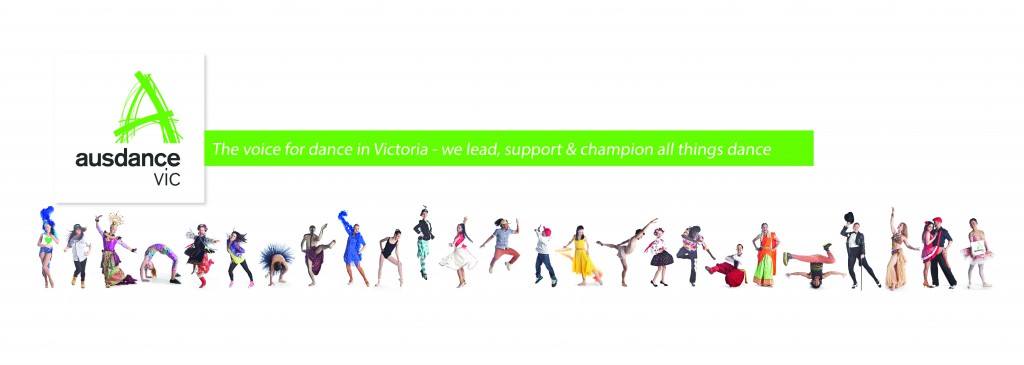 ausdance
VIC
The voice for dance in Victoria - we lead, support & champion all things dance